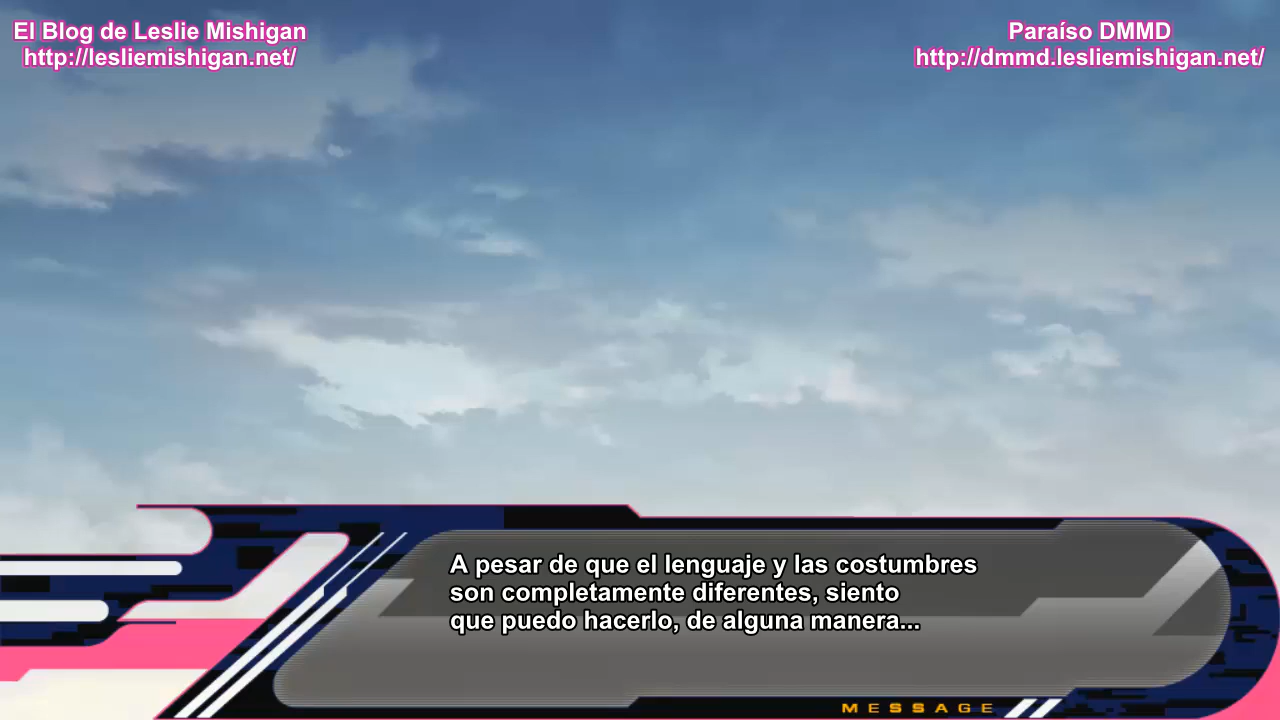 El Blog de Leslie Mishigan
http://lesliemishigan.net/
Paraíso DMMD
http://dmmd.lesliemishigan.net/
A pesar de que el lenguaje y las costumbres
son completamente diferentes, siento
que puedo hacerlo, de alguna manera...
MESSAGE